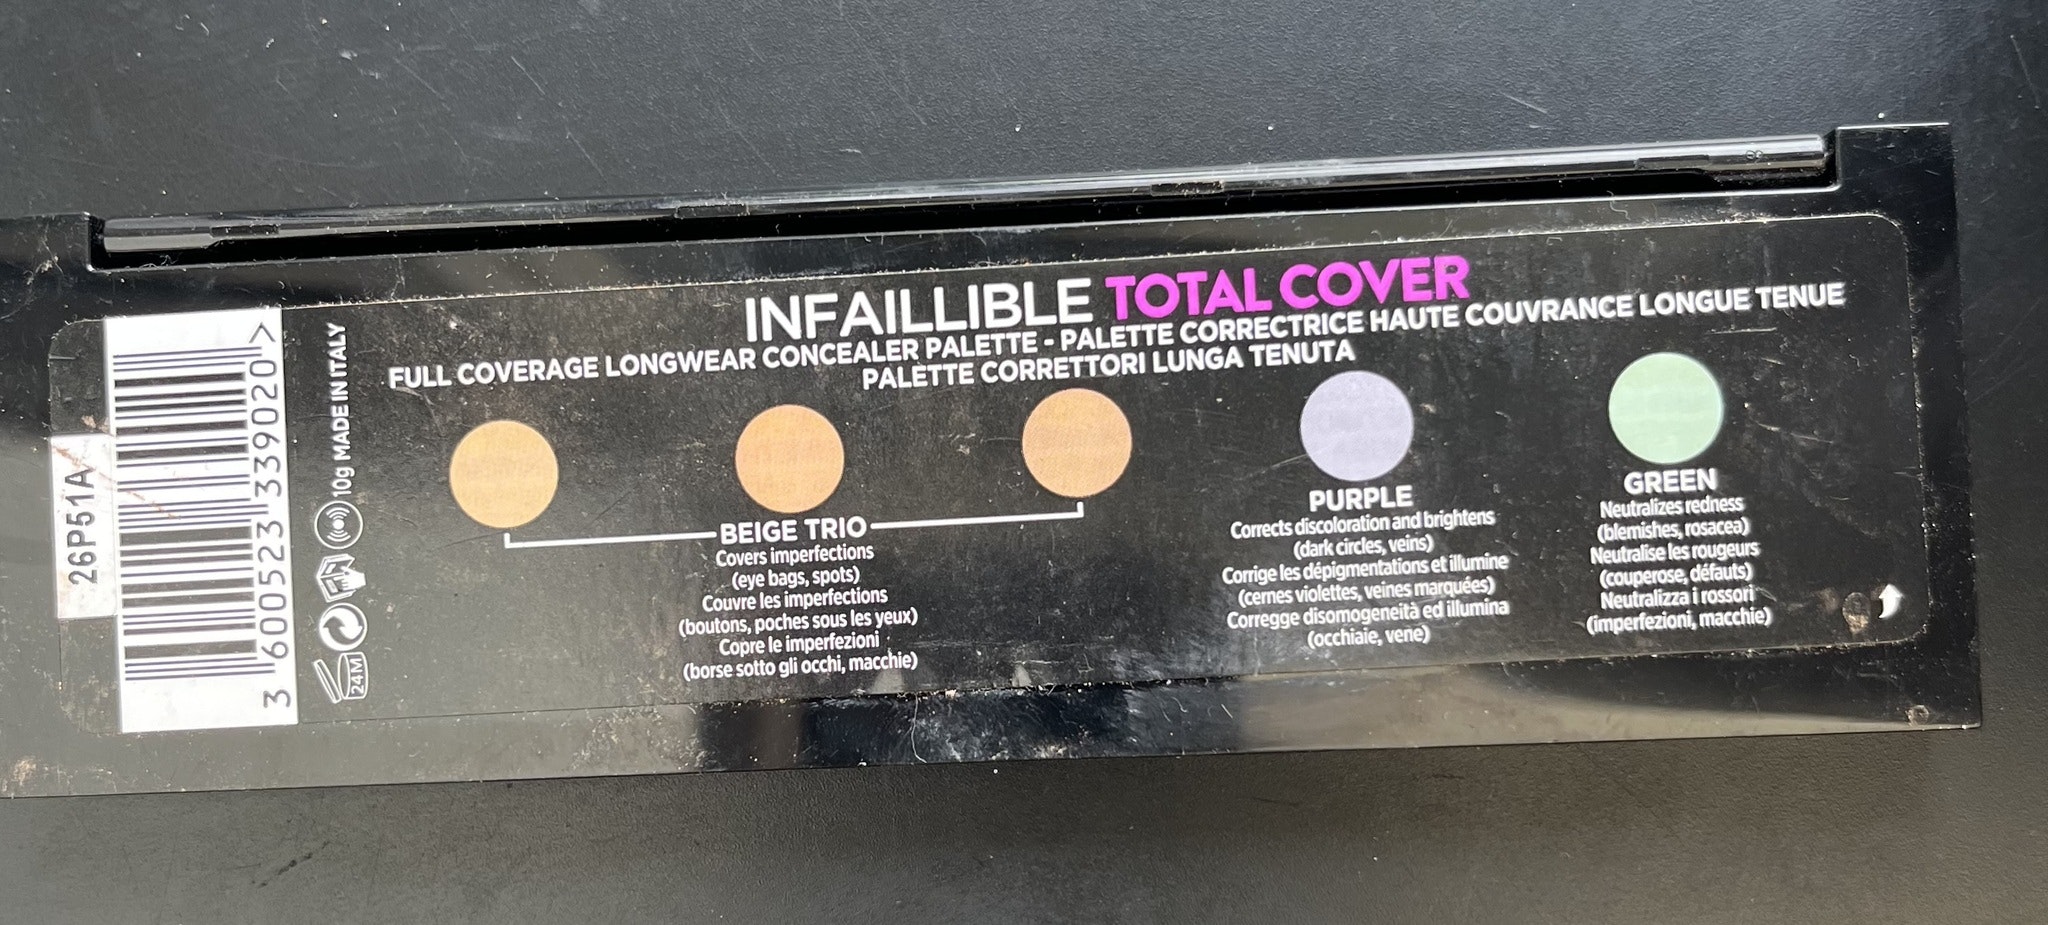 INFAILLIBLE TOTAL COVER
FULL COVERAGE LONGWEAR CONCEALER PALETTE - PALETTE CORRECTRICE HAUTE COUVRANCE LONGUE TENUE
PALETTE CORRETTORI LUNGA TENUTA
BEIGE TRIO
Covers imperfections
(eye bags, spots)
Couvre les imperfections
(boutons, poches sous les yeux)
Copre le imperfezioni
(borse sotto gli occhi, macchie)
PURPLE
Corrects discoloration and brightens
(dark circles, veins)
Corrige les dépigmentations et illumine
(cernes violettes, veines marquées)
Corregge disomogeneità ed illumina
(occhiaie, vene)
GREEN
Neutralizes redness
(blemishes, rosacea)
Neutralise les rougeurs
(couperose, défauts)
Neutralizza i rossori
(imperfezioni, macchie)
24M
10g MADE IN ITALY
3 600523 339020 >
26P51A
8